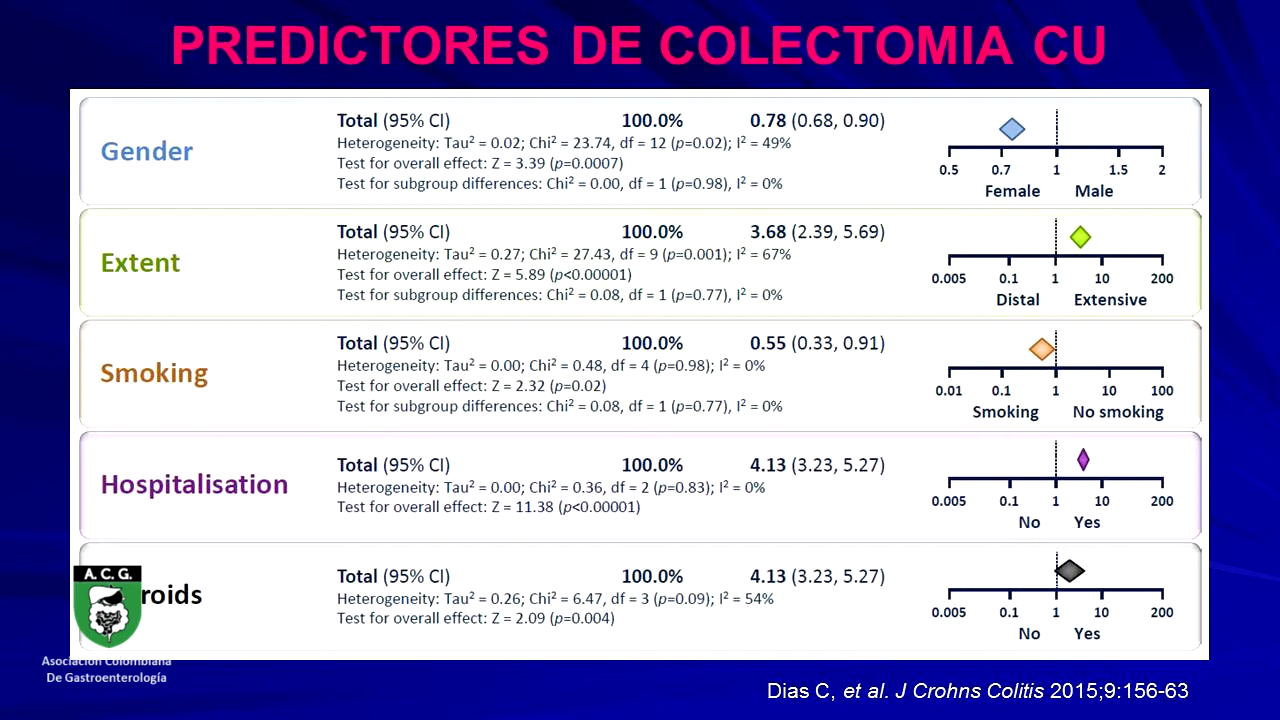 PREDICTORES DE COLECTOMIA CU
Gender
Total (95% CI) 100.0% 0.78 (0.68, 0.90)
Heterogeneity: Tau² = 0.02; Chi² = 23.74, df = 12 (p=0.02); I² = 49%
Test for overall effect: Z = 3.39 (p=0.0007)
Test for subgroup differences: Chi² = 0.00, df = 1 (p=0.98), I² = 0%
0.5 0.7 1 1.5 2
Female Male
Extent
Total (95% CI) 100.0% 3.68 (2.39, 5.69)
Heterogeneity: Tau² = 0.27; Chi² = 27.43, df = 9 (p=0.001); I² = 67%
Test for overall effect: Z = 5.89 (p<0.00001)
Test for subgroup differences: Chi² = 0.08, df = 1 (p=0.77), I² = 0%
0.005 0.1 1 10 200
Distal Extensive
Smoking
Total (95% CI) 100.0% 0.55 (0.33, 0.91)
Heterogeneity: Tau² = 0.00; Chi² = 0.48, df = 4 (p=0.98); I² = 0%
Test for overall effect: Z = 2.32 (p=0.02)
Test for subgroup differences: Chi² = 0.08, df = 1 (p=0.77), I² = 0%
0.01 0.1 1 10 100
Smoking No smoking
Hospitalisation
Total (95% CI) 100.0% 4.13 (3.23, 5.27)
Heterogeneity: Tau² = 0.00; Chi² = 0.36, df = 2 (p=0.83); I² = 0%
Test for overall effect: Z = 11.38 (p<0.00001)
0.005 0.1 1 10 200
No Yes
roids
Total (95% CI) 100.0% 4.13 (3.23, 5.27)
Heterogeneity: Tau² = 0.26; Chi² = 6.47, df = 3 (p=0.09); I² = 54%
Test for overall effect: Z = 2.09 (p=0.004)
0.005 0.1 1 10 200
No Yes
A.C.G.
Asociación Colombiana
De Gastroenterología
Dias C, et al. J Crohns Colitis 2015;9:156-63